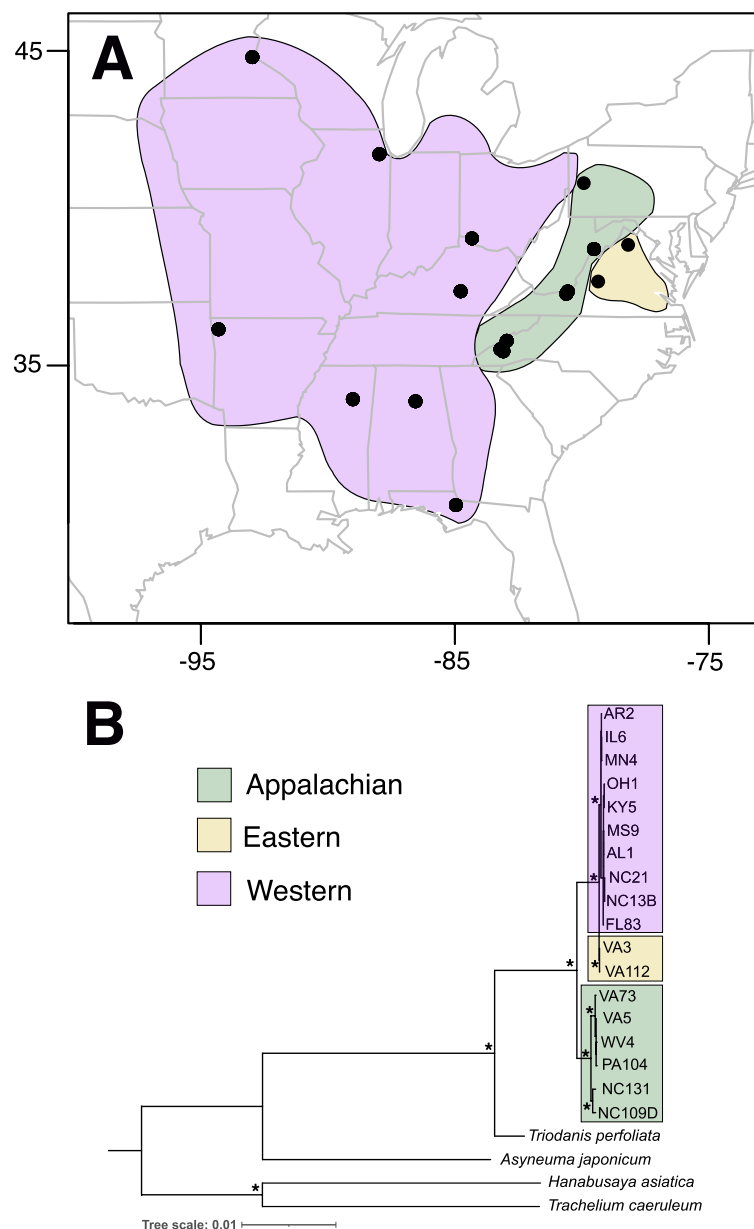 A
45
35
-95
-85
-75
B
Appalachian
Eastern
Western
AR2
IL6
MN4
OH1
KY5
MS9
AL1
NC21
NC13B
FL83
VA3
VA112
VA73
VA5
WV4
PA104
NC131
NC109D
Triodanis perfoliata
Asyneuma japonicum
Hanabusaya asiatica
Trachelium caeruleum
Tree scale: 0.01